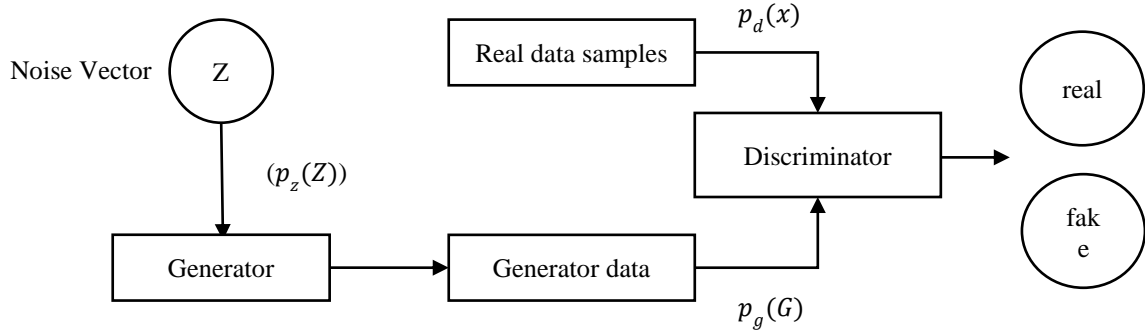 Noise Vector
Z
(p_z(Z))
Generator
Real data samples
p_d(x)
Generator data
p_g(G)
Discriminator
real
fak
e